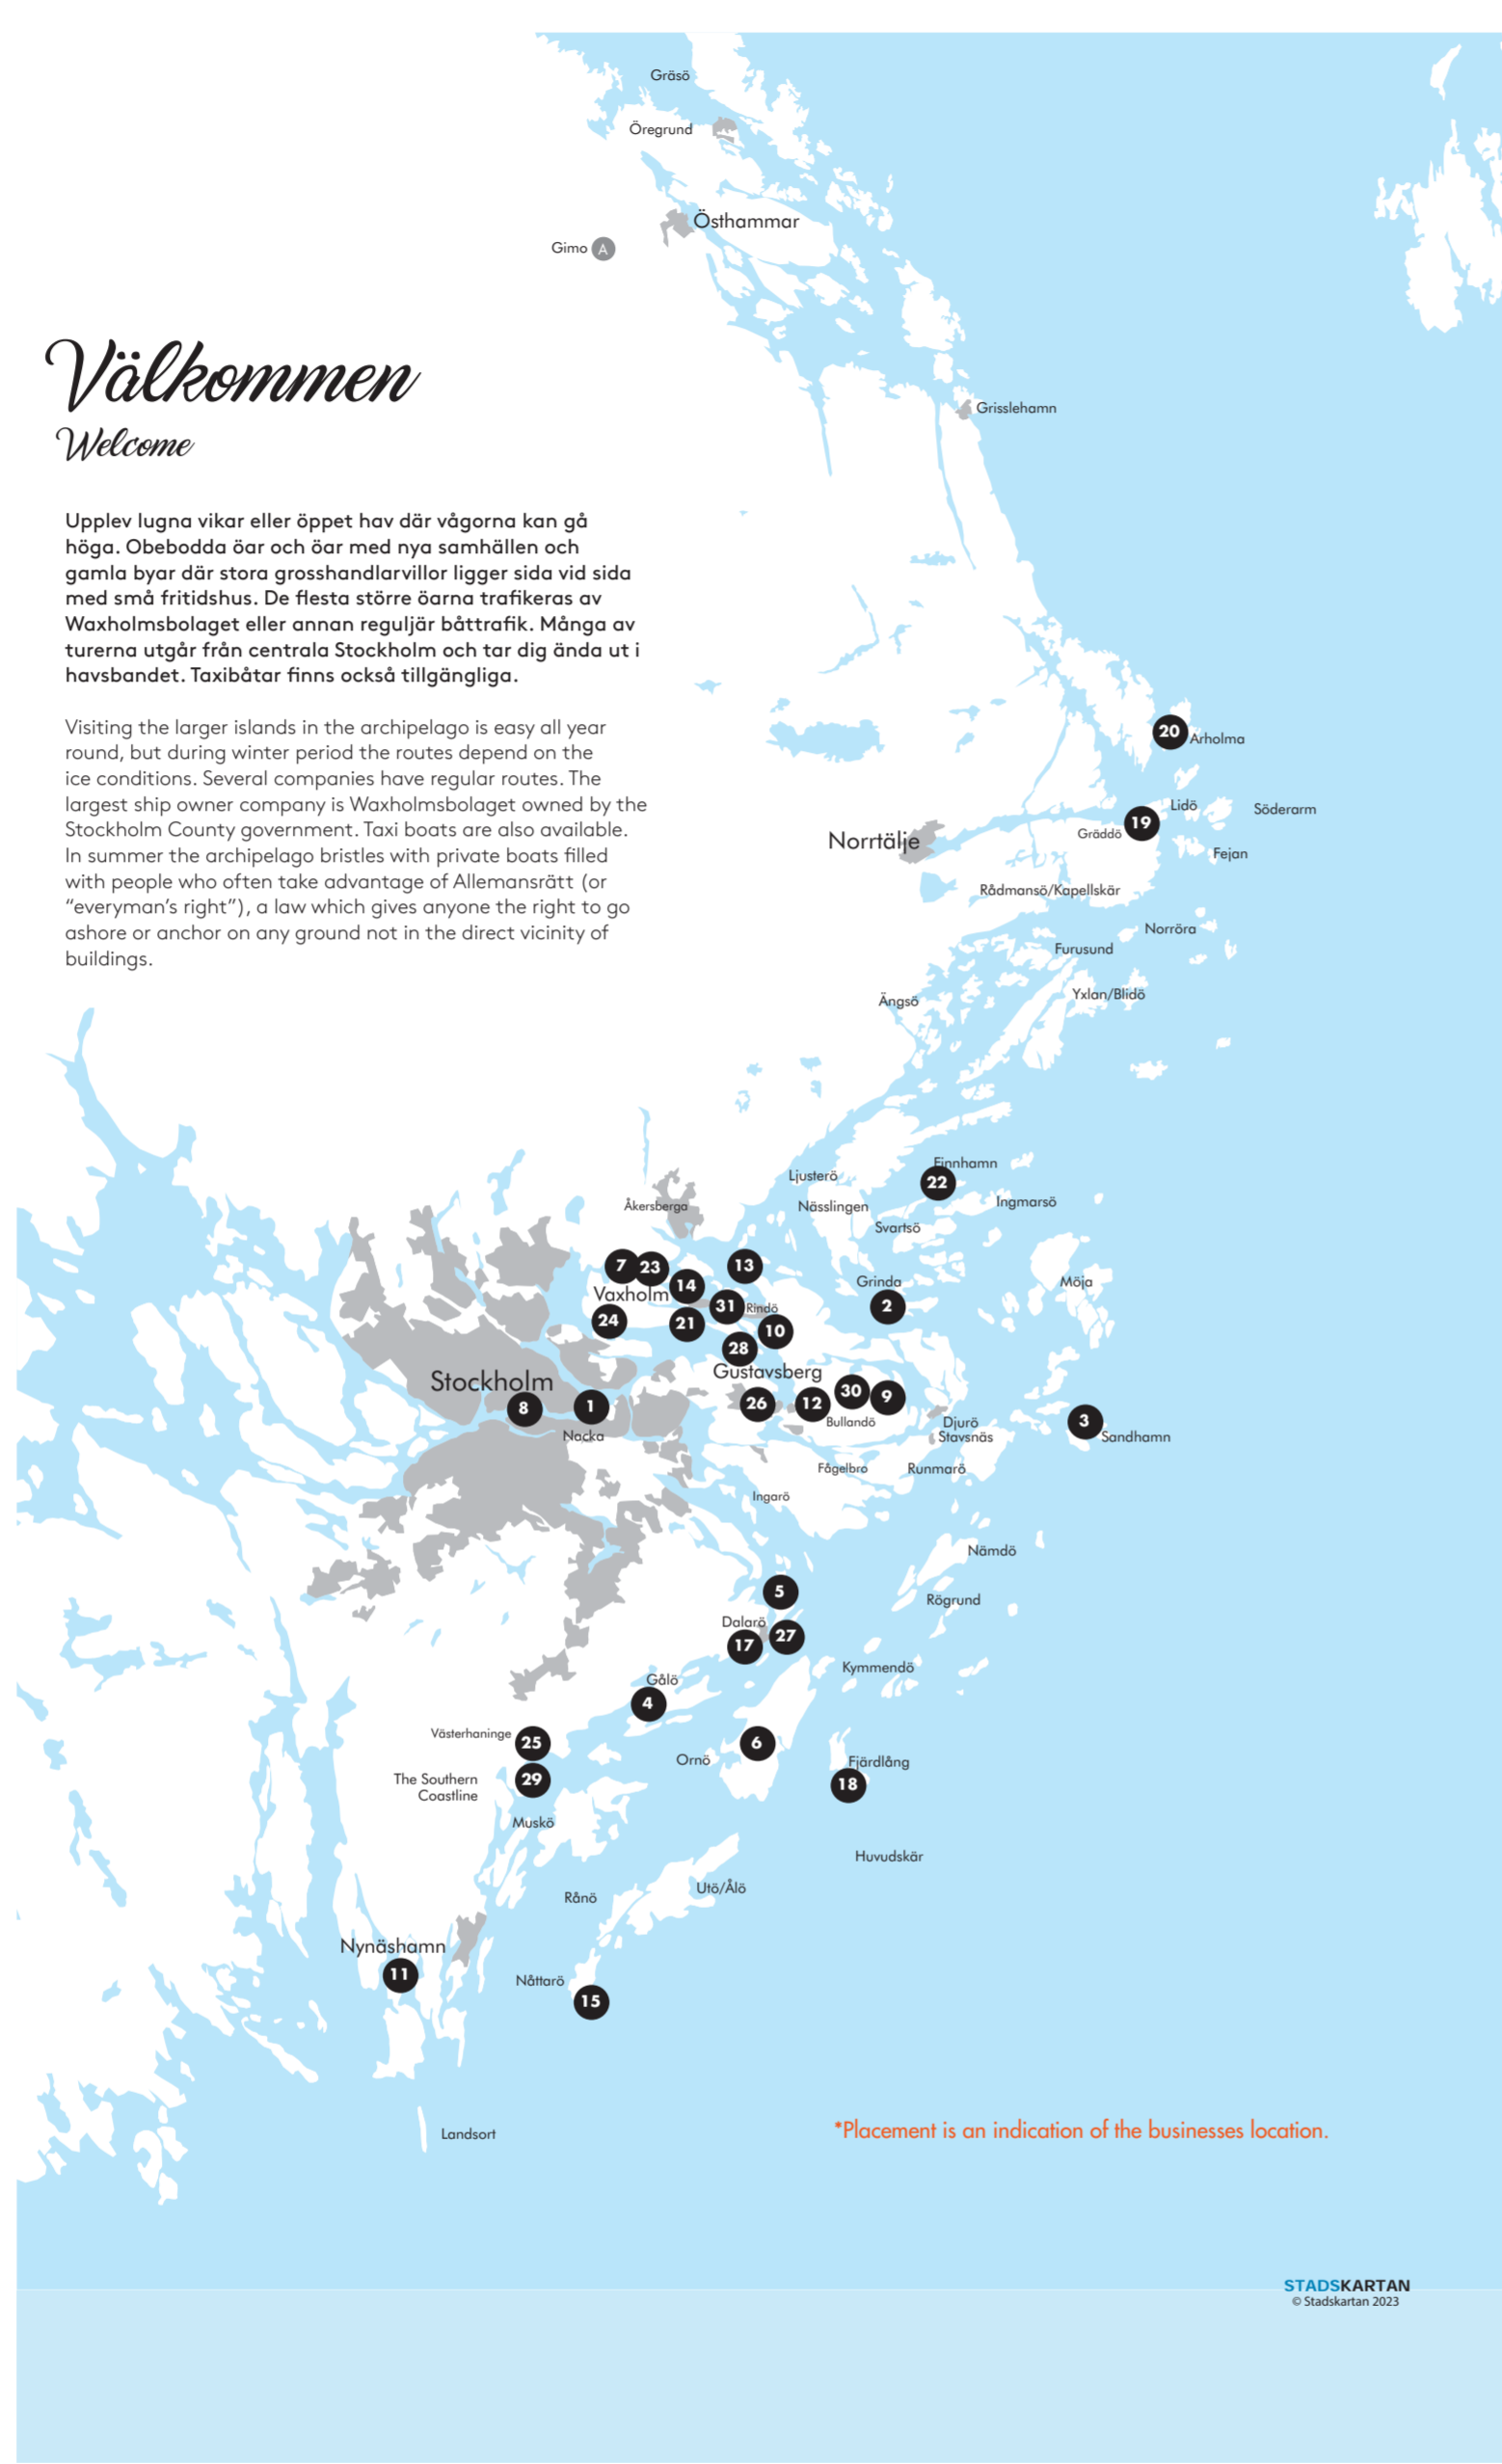 Gräsö
Öregrund
Östhammar
Gimo A
Välkommen
Welcome
Grisslehamn
Upplev lugna vikar eller öppet hav där vågorna kan gå
höga. Obebodda öar och öar med nya samhällen och
gamla byar där stora grosshandlarvillor ligger sida vid sida
med små fritidshus. De flesta större öarna trafikeras av
Waxholmsbolaget eller annan reguljär båttrafik. Många av
turerna utgår från centrala Stockholm och tar dig ända ut i
havsbandet. Taxibåtar finns också tillgängliga.
Visiting the larger islands in the archipelago is easy all year
round, but during winter period the routes depend on the
ice conditions. Several companies have regular routes. The
largest ship owner company is Waxholmsbolaget owned by the
Stockholm County government. Taxi boats are also available.
In summer the archipelago bristles with private boats filled
with people who often take advantage of Allemansrätt (or
“everyman’s right”), a law which gives anyone the right to go
ashore or anchor on any ground not in the direct vicinity of
buildings.
20 Arholma
Lidö
Söderarm
19
Gräddö
Norrtälje
Fejan
Rådmansö/Kapellskär
Norröra
Furusund
Yxlan/Blidö
Ängsö
Finnhamn
22
Ljusterö
Ingmarsö
Nässlingen
Åkersberga
Svartsö
7 23
13
14
Grinda
Möja
Vaxholm
31 Rindö
2
24
21
10
28
Gustavsberg
Stockholm
30
9
26
12
1
8
Bullandö
Djurö
3
Nacka
Stavsnäs
Sandhamn
Fågelbro
Runmarö
Ingarö
Nämdö
5
Rögrund
Dalarö
27
17
Kymmendö
Gålö
4
Västerhaninge 25
6
Ornö
Fjärdlång
The Southern
Coastline
29
18
Muskö
Huvudskär
Utö/Ålö
Rånö
Nynäshamn
11
Nåttarö
15
*Placement is an indication of the businesses location.
Landsort
STADSKARTAN
© Stadskartan 2023